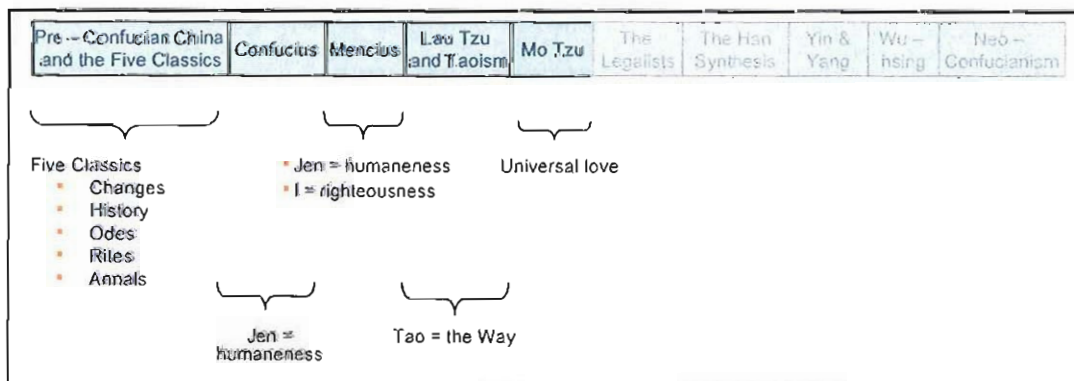 Pre – Confucian China
and the Five Classics
Confucius
Mencius
Lau Tzu
and Taoism
Mo Tzu
The
Legalists
The Han
Synthesis
Yin &
Yang
Wu –
hsing
Neo –
Confucianism
Five Classics
▪ Changes
▪ History
▪ Odes
▪ Rites
▪ Annals
▪ Jen = humaneness
▪ I = righteousness
Universal love
Jen =
humaneness
Tao = the Way